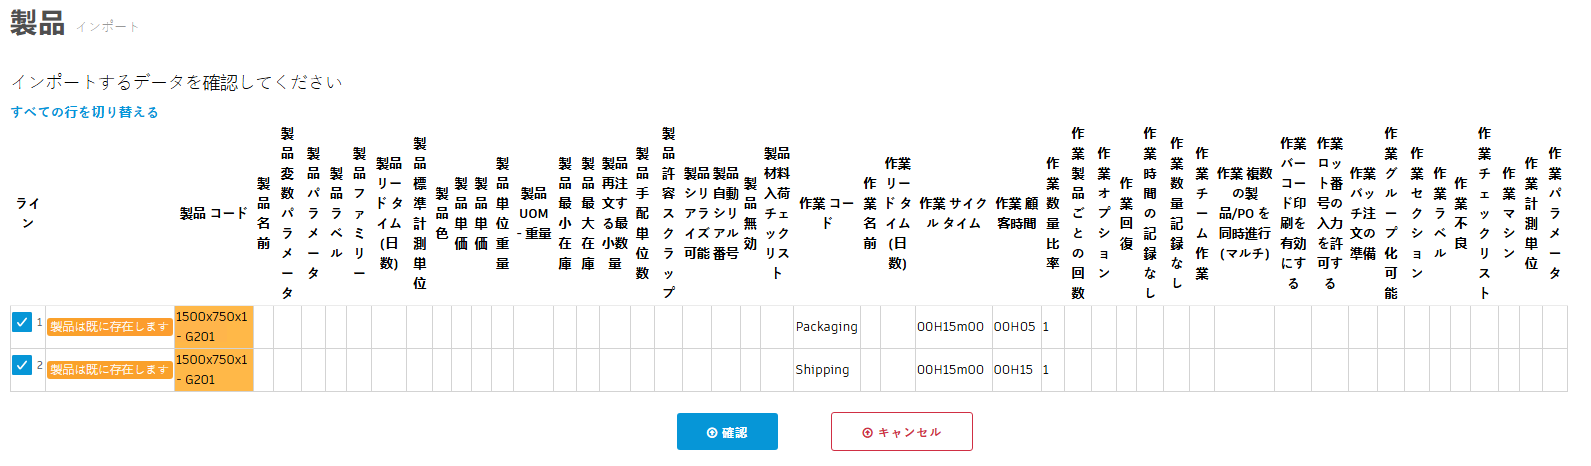 製品 インポート
インポートするデータを確認してください
すべての行を切り替える
ライン
製品 コード
製品 名前
製品 変数パラメータ
製品 パラメータ
製品 ラベル
製品 ファミリー
製品 リードタイム (日数)
製品 標準計測単位
製品 色
製品 単価
製品 単価
製品 単位重量
製品 UOM - 重量
製品 最小在庫
製品 最大在庫
製品 再注文する最小数
製品 手配単位数
製品 許容スクラップ
製品 シリアライズ可能
製品 自動シリアル番号
製品 無効
製品 材料入荷チェックリスト
作業 コード
作業 名前
作業 リードタイム (日数)
作業 サイクル タイム
作業 顧客時間
作業 数量比率
作業 製品ごとの回数
作業 オプション
作業 回復
作業 時間の記録なし
作業 数量記録なし
作業 チーム作業
作業 複数の製品/PO を同時進行 (マルチ)
作業 バーコード印刷を有効にする
作業 ロット番号の入力を許可する
作業 バッチ注文の準備
作業 グループ化可能
作業 セクション
作業 ラベル
作業 不良
作業 チェックリスト
作業 マシン
作業 計測単位
作業 パラメータ
1 製品は既に存在します 1500x750x1 - G201 Packaging 00H15m00 00H05 1
2 製品は既に存在します 1500x750x1 - G201 Shipping 00H15m00 00H15 1
確認 キャンセル